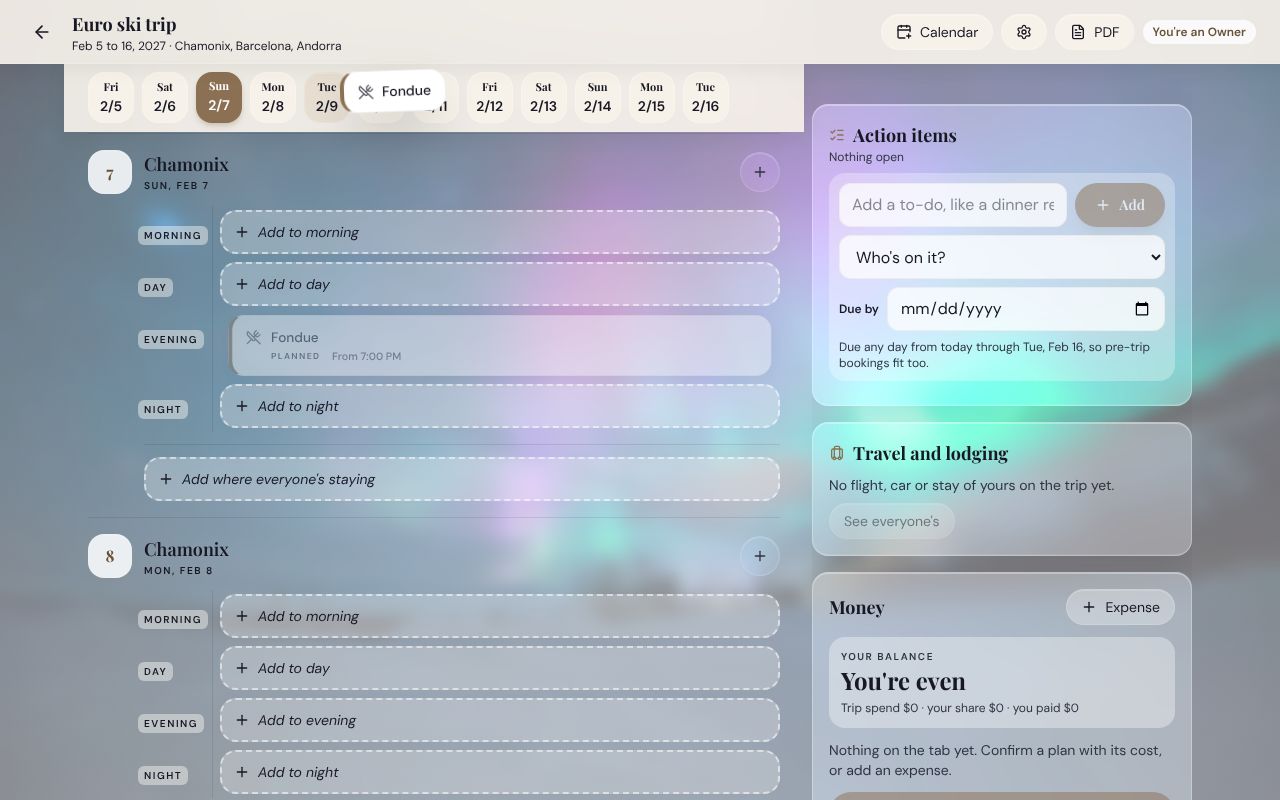 Euro ski trip
Feb 5 to 16, 2027 · Chamonix, Barcelona, Andorra
Calendar
PDF
You're an Owner
Fri
2/5
Sat
2/6
Sun
2/7
Mon
2/8
Tue
2/9
Fondue
Fri
2/12
Sat
2/13
Sun
2/14
Mon
2/15
Tue
2/16
7
Chamonix
SUN, FEB 7
MORNING
Add to morning
DAY
Add to day
EVENING
Fondue
PLANNED From 7:00 PM
NIGHT
Add to night
Add where everyone's staying
8
Chamonix
MON, FEB 8
MORNING
Add to morning
DAY
Add to day
EVENING
Add to evening
NIGHT
Add to night
Action items
Nothing open
Add a to-do, like a dinner re
Add
Who's on it?
Due by mm/dd/yyyy
Due any day from today through Tue, Feb 16, so pre-trip
bookings fit too.
Travel and lodging
No flight, car or stay of yours on the trip yet.
See everyone's
Money
Expense
YOUR BALANCE
You're even
Trip spend $0 · your share $0 · you paid $0
Nothing on the tab yet. Confirm a plan with its cost,
or add an expense.